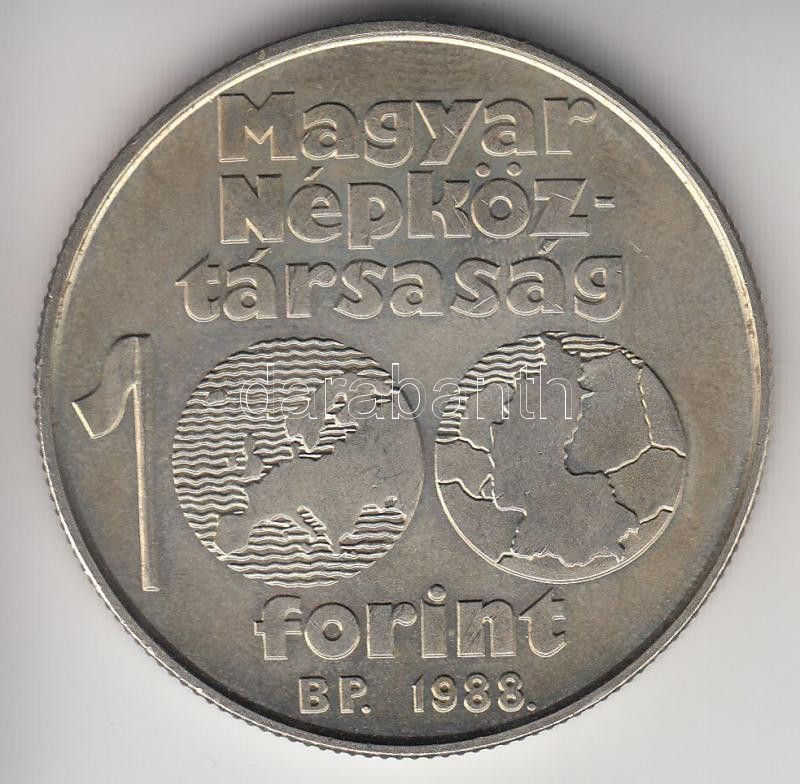 Magyar
Népköz-
társaság
100
darabanth
forint
BP. 1988.